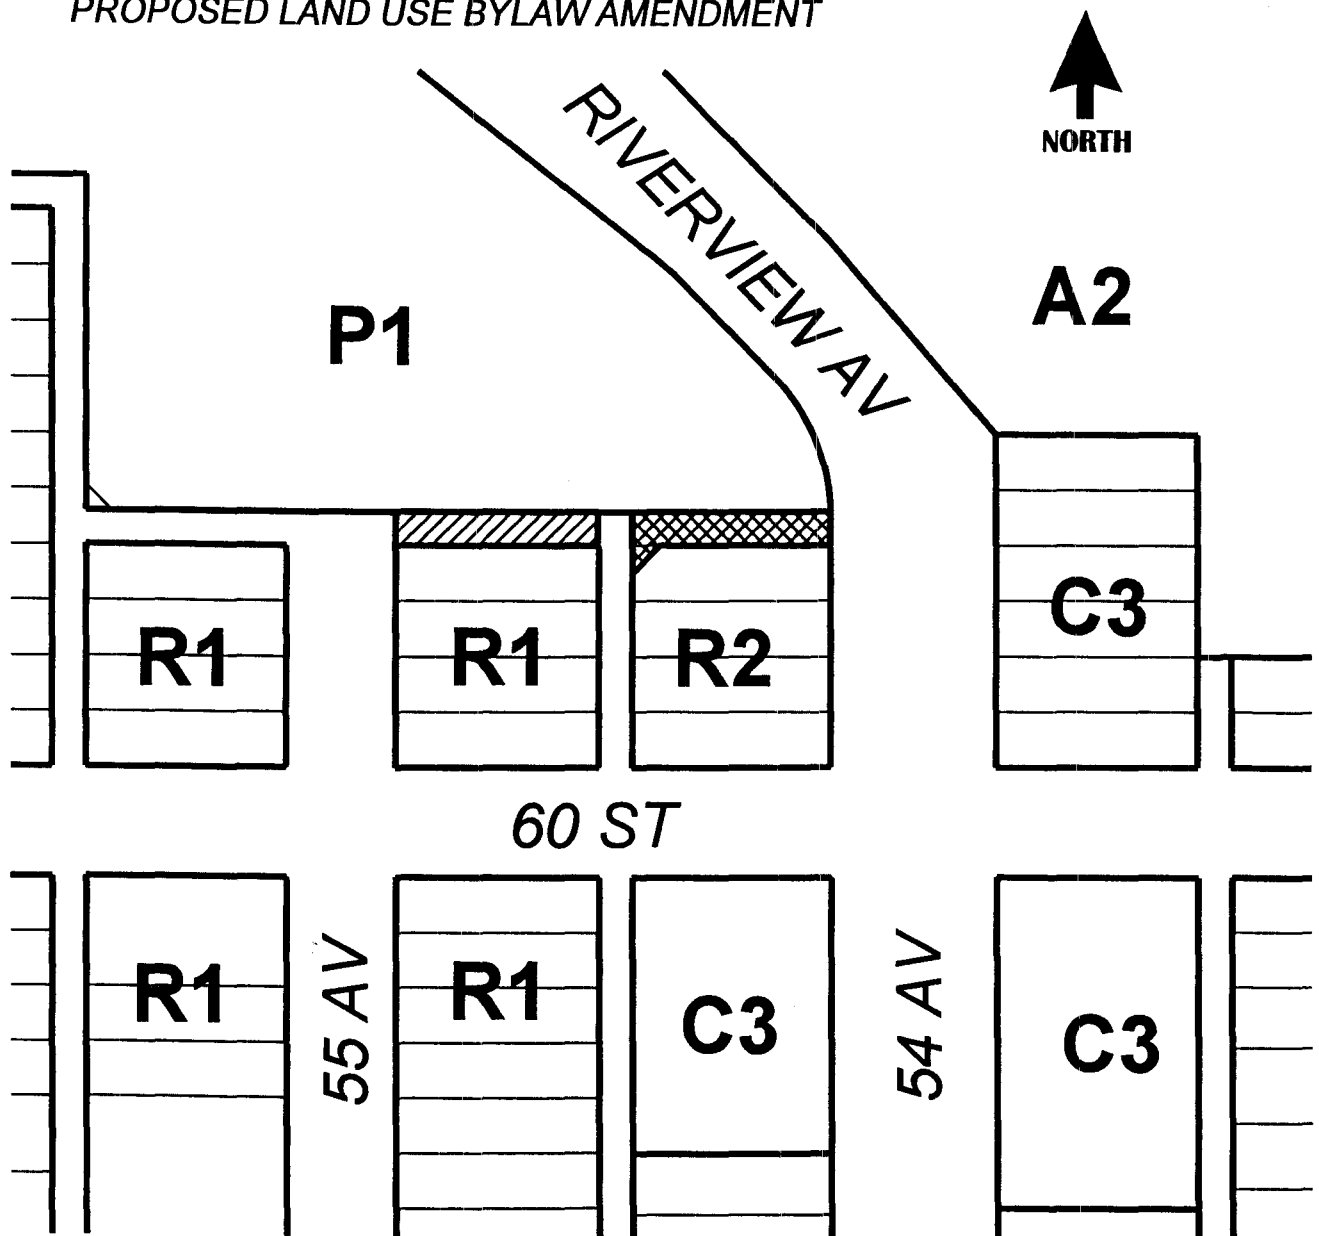 PROPOSED LAND USE BYLAW AMENDMENT
NORTH
RIVERVIEW AV
A2
P1
C3
R1
R1
R2
60 ST
R1
55 AV
R1
C3
54 AV
C3